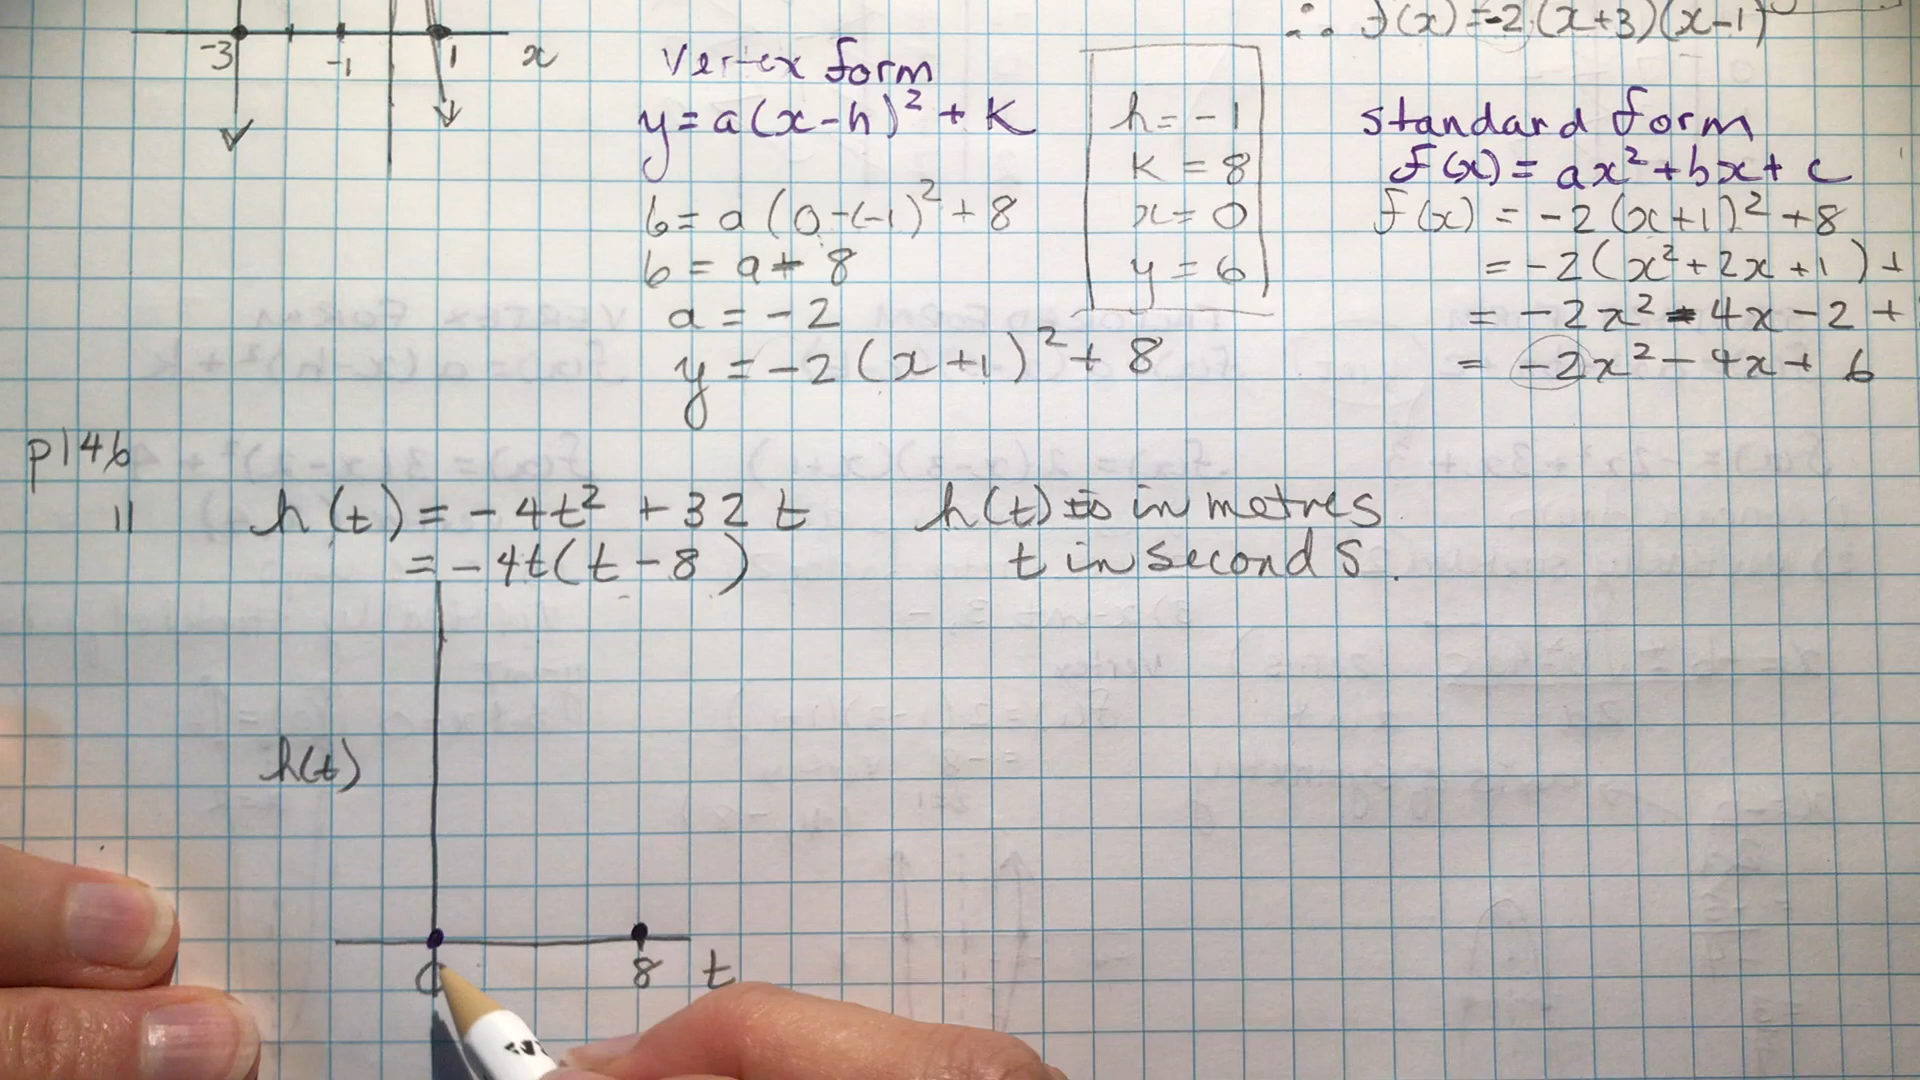 -3 -1 1 x
∴ f(x) = -2(x+3)(x-1)
vertex form
y = a(x-h)² + k
6 = a(0-(-1)² + 8
6 = a + 8
a = -2
y = -2(x+1)² + 8
h = -1
k = 8
x = 0
y = 6
standard form
f(x) = ax² + bx + c
f(x) = -2(x+1)² + 8
= -2(x² + 2x + 1) +
= -2x² - 4x - 2 +
= -2x² - 4x + 6
p146
11 h(t) = -4t² + 32t
= -4t(t-8)
h(t) is in metres
t in seconds.
h(t)
0 8 t